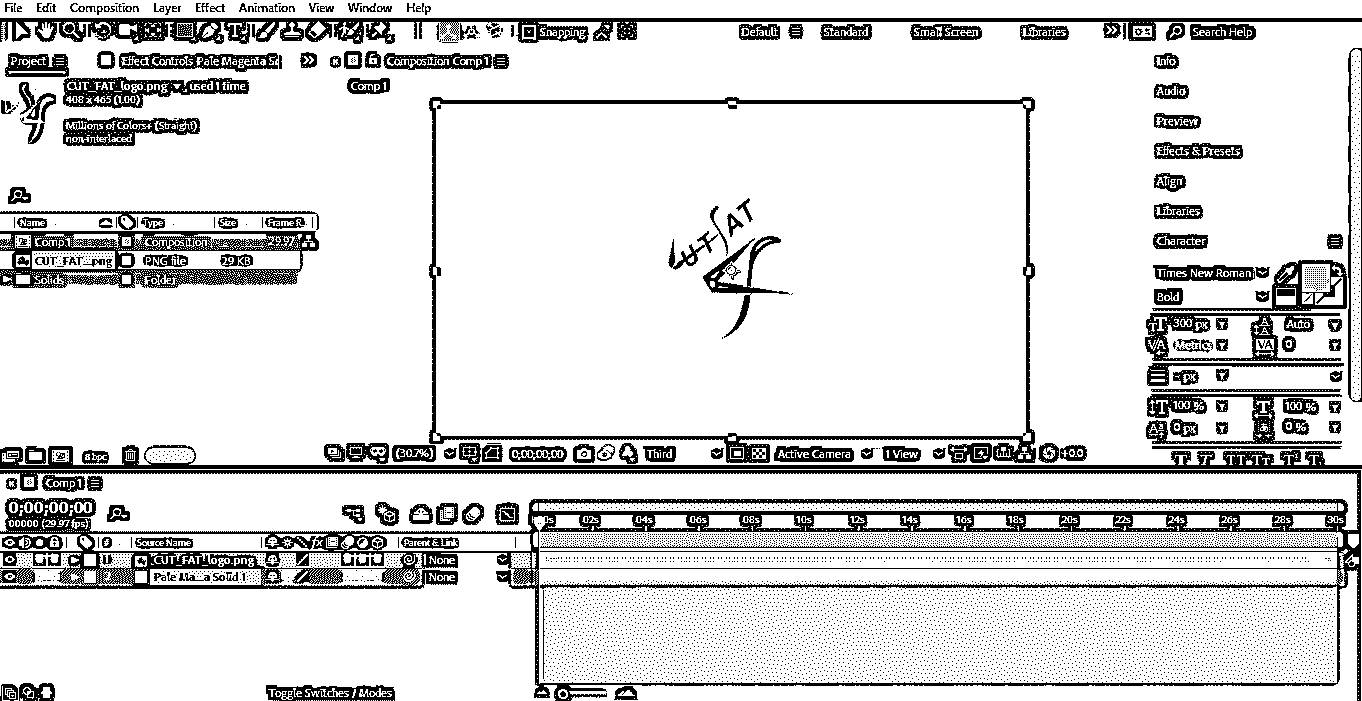 File Edit Composition Layer Effect Animation View Window Help
Snapping Default Standard Small Screen Libraries Search Help
Project Effect Controls Pale Magenta So Composition Comp 1 Info
CUT_FAT_logo.png , used 1 time Comp 1
408 x 465 (1.00) Audio
Millions of Colors+ (Straight) Preview
non-interlaced
Effects & Presets
Align
CUT FAT
Libraries
Name Type Size Frame R..
Comp 1 Composition 29.97 Character
CUT_FAT...png PNG file 29 KB
Solids Folder Times New Roman
Bold
300 px Auto
Metrics 0
- px
100 % 100 %
0 px 0 %
8 bpc (30.7%) 0;00;00;00 Third Active Camera 1 View +0.0
Comp 1
0;00;00;00
00000 (29.97 fps)
02s 04s 06s 08s 10s 12s 14s 16s 18s 20s 22s 24s 26s 28s 30s
# Source Name Parent & Link
1 CUT_FAT-logo.png None
2 Pale Ma...a Solid 1 None
Toggle Switches / Modes